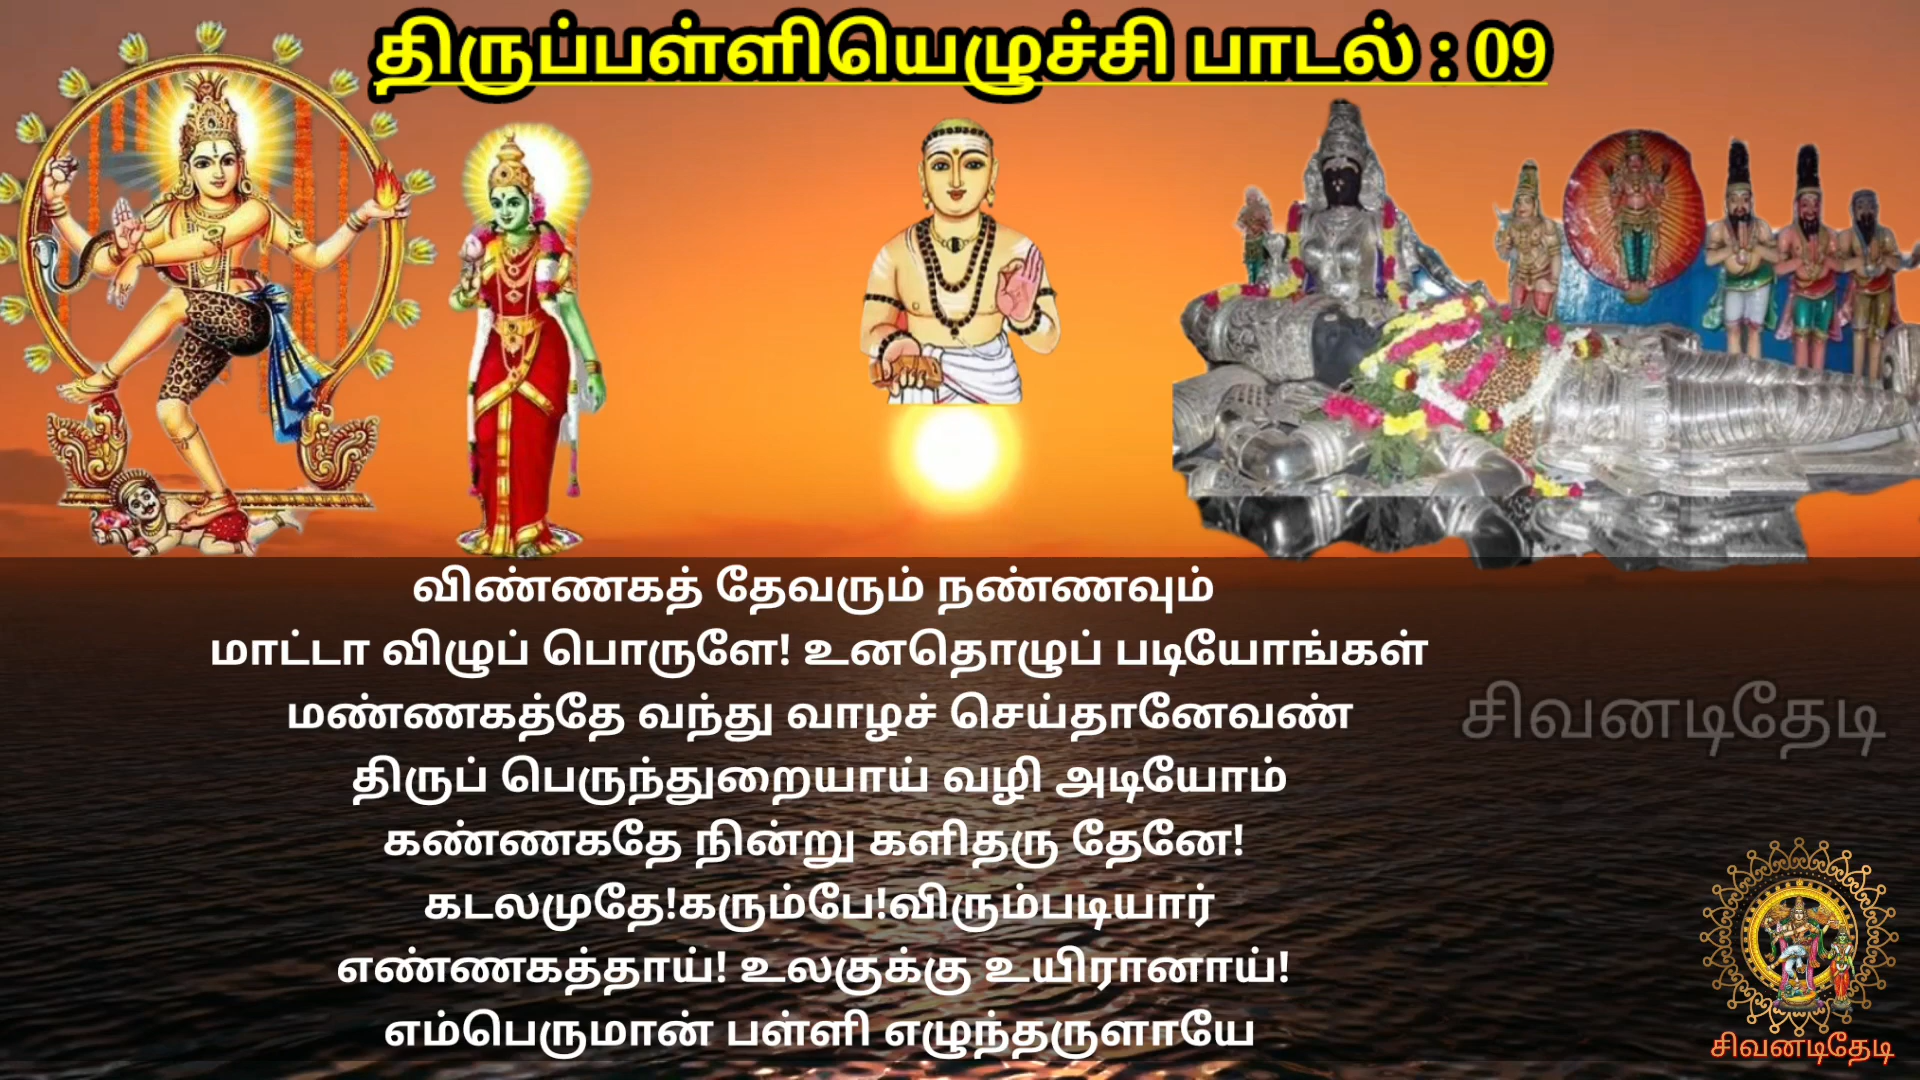 திருப்பள்ளியெழுச்சி பாடல் : 09
விண்ணகத் தேவரும் நண்ணவும்
மாட்டா விழுப் பொருளே! உனதொழுப் படியோங்கள்
மண்ணகத்தே வந்து வாழச் செய்தானேவண்
திருப் பெருந்துறையாய் வழி அடியோம்
கண்ணகதே நின்று களிதரு தேனே!
கடலமுதே!கரும்பே!விரும்படியார்
எண்ணகத்தாய்! உலகுக்கு உயிரானாய்!
எம்பெருமான் பள்ளி எழுந்தருளாயே
சிவனடிதேடி
சிவனடிதேடி